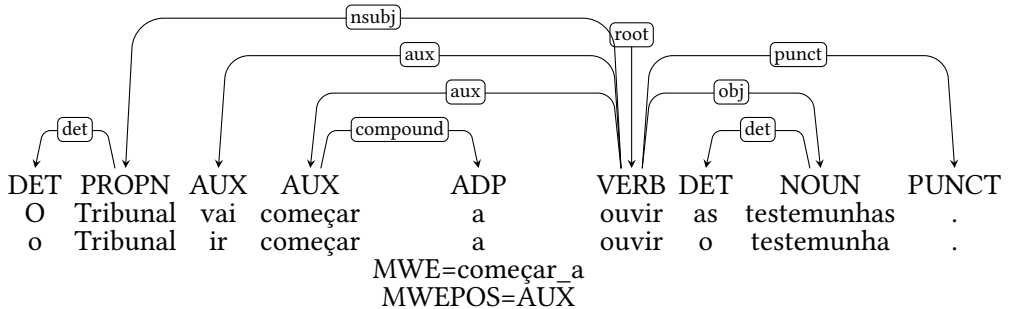 nsubj
root
aux
punct
aux
obj
det
compound
det
DET PROPN AUX AUX ADP VERB DET NOUN PUNCT
O Tribunal vai começar a ouvir as testemunhas .
o Tribunal ir começar a ouvir o testemunha .
MWE=começar_a
MWEPOS=AUX